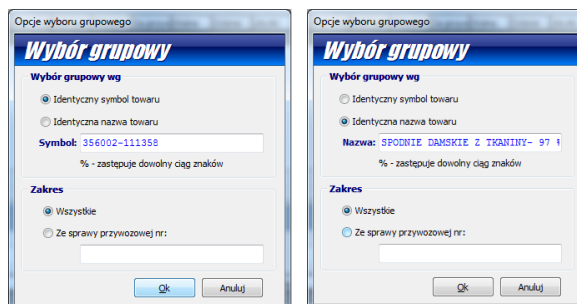 Opcje wyboru grupowego
Wybór grupowy
Wybór grupowy wg
Identyczny symbol towaru
Identyczna nazwa towaru
Symbol: 356002-111358
% - zastępuje dowolny ciąg znaków
Zakres
Wszystkie
Ze sprawy przywozowej nr:
Ok Anuluj
Opcje wyboru grupowego
Wybór grupowy
Wybór grupowy wg
Identyczny symbol towaru
Identyczna nazwa towaru
Nazwa: SPODNIE DAMSKIE Z TKANINY- 97 %
% - zastępuje dowolny ciąg znaków
Zakres
Wszystkie
Ze sprawy przywozowej nr:
Ok Anuluj